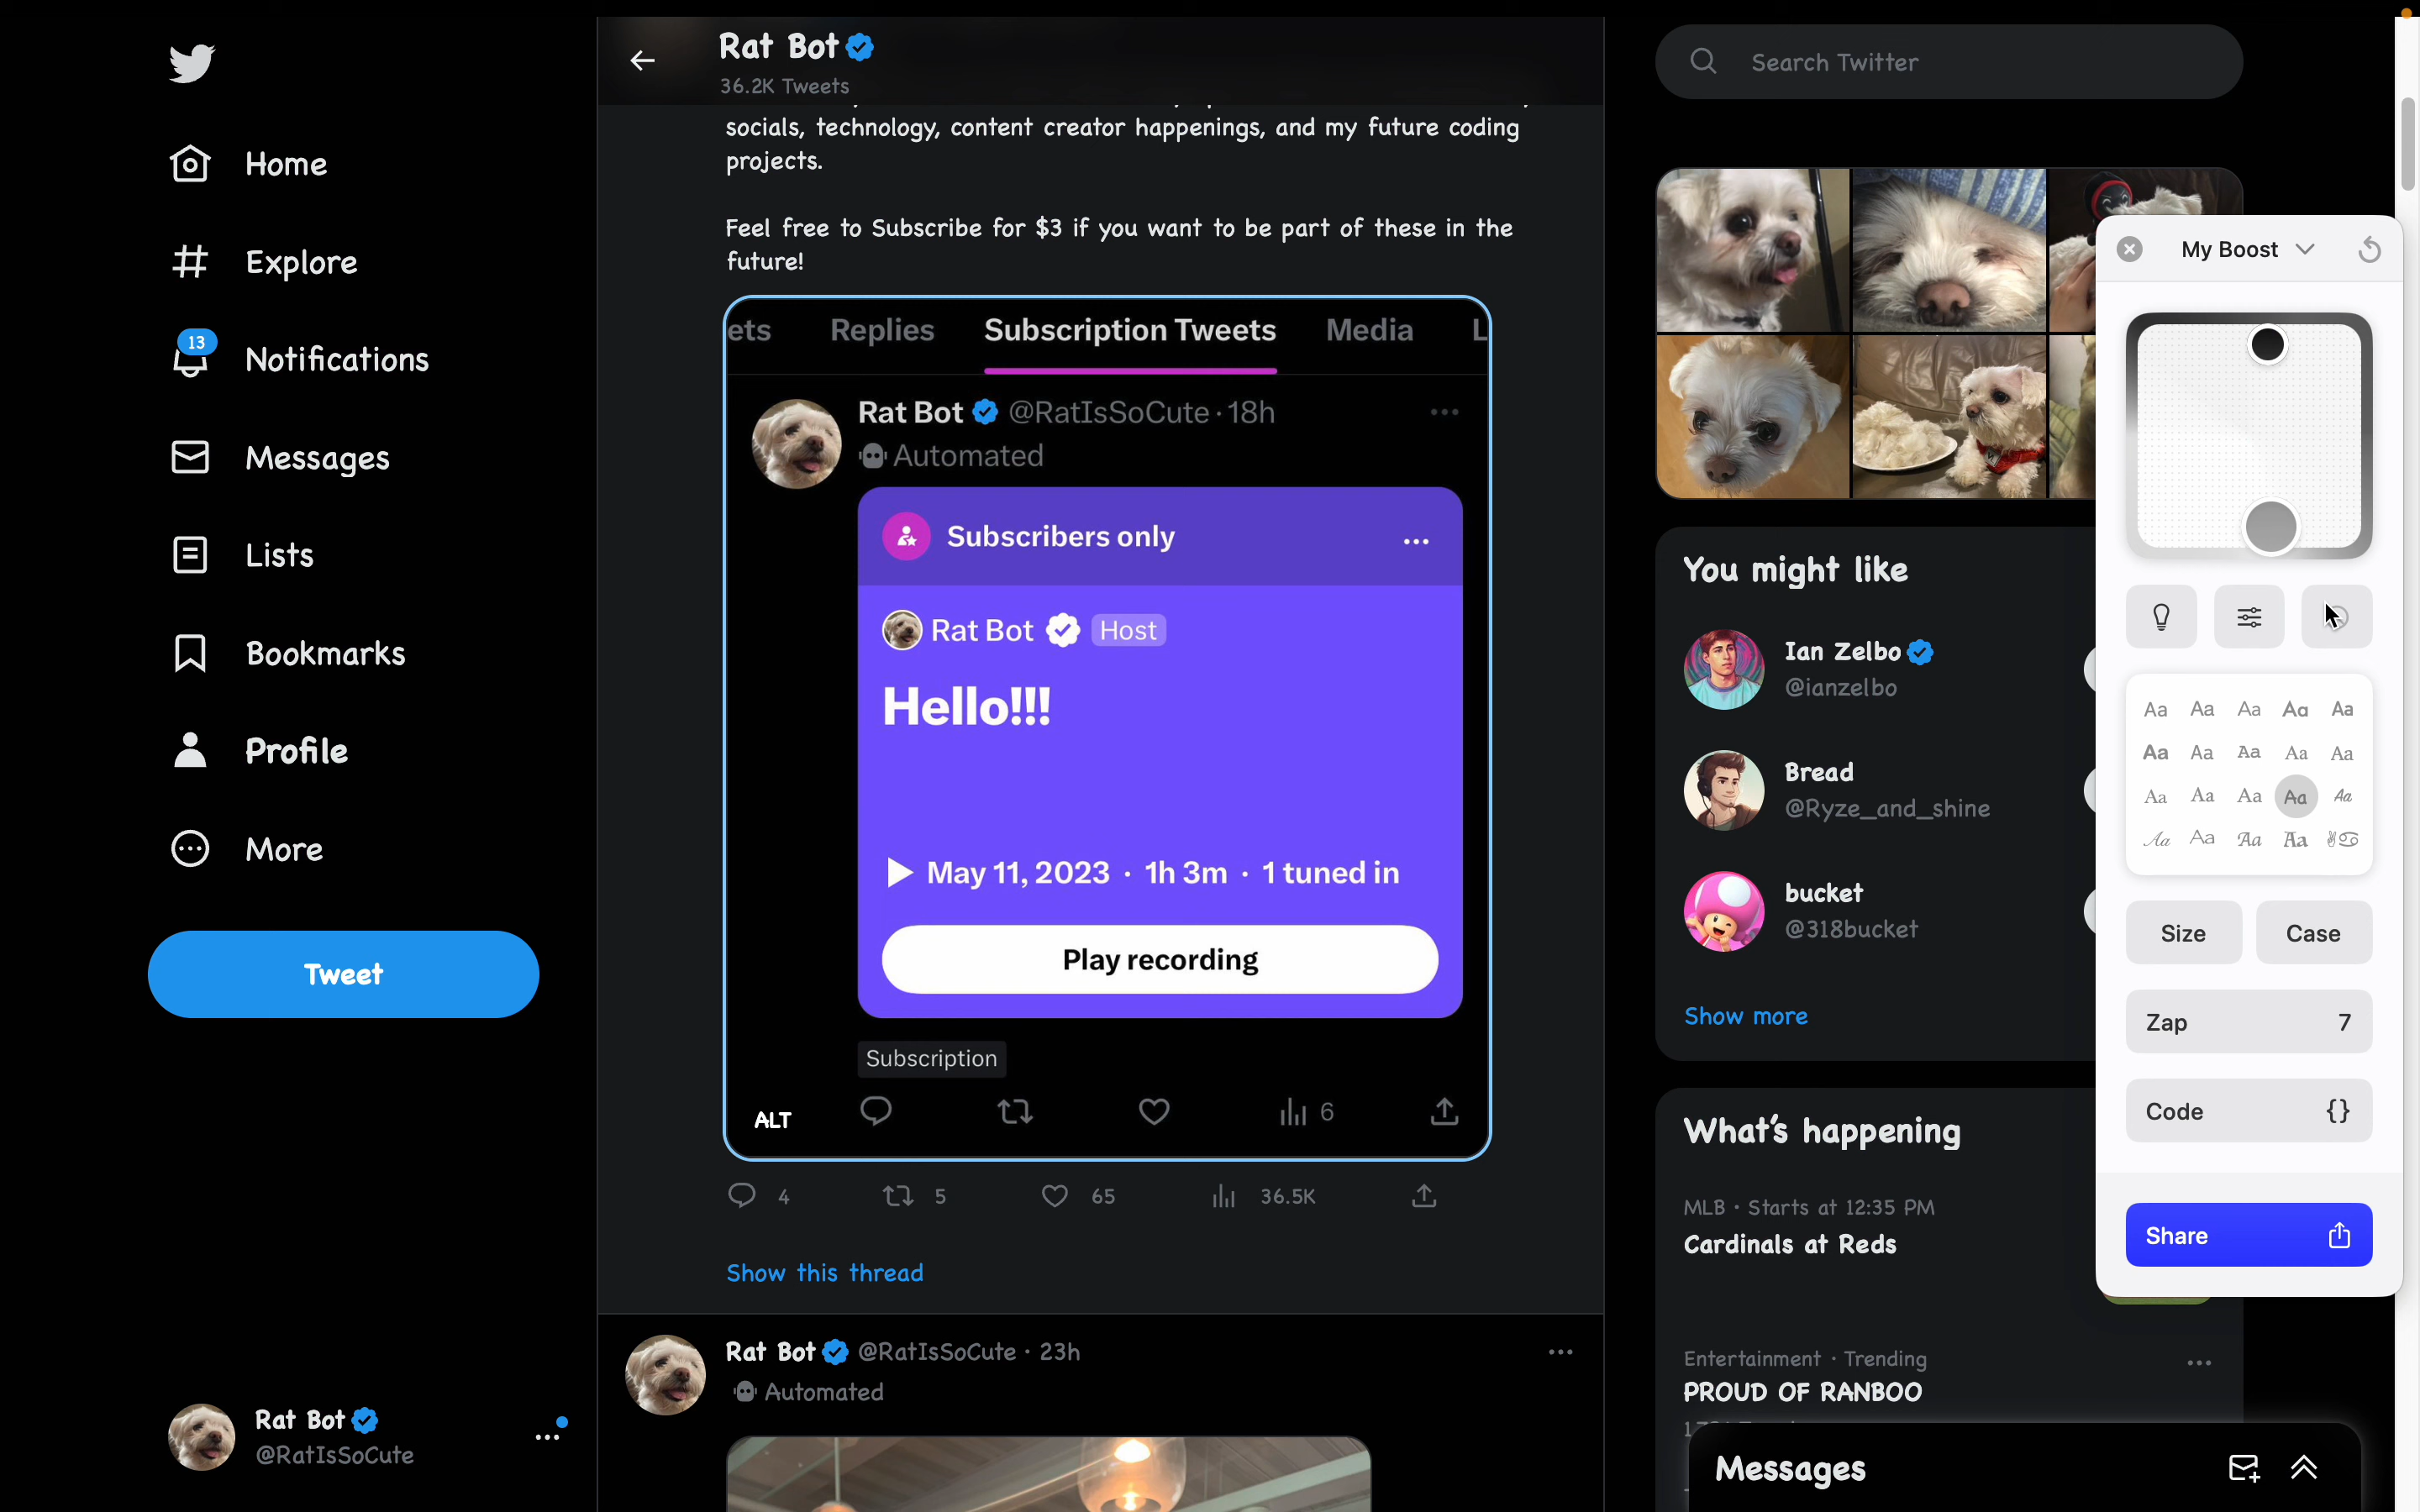 Home
Explore
13
Notifications
Messages
Lists
Bookmarks
Profile
More
Tweet
Rat Bot
@RatIsSoCute
Rat Bot
36.2K Tweets
socials, technology, content creator happenings, and my future coding
projects.
Feel free to Subscribe for $3 if you want to be part of these in the
future!
ets Replies Subscription Tweets Media L
Rat Bot @RatIsSoCute · 18h
Automated
Subscribers only
Rat Bot Host
Hello!!!
May 11, 2023 · 1h 3m · 1 tuned in
Play recording
Subscription
ALT
6
4 5 65 36.5K
Show this thread
Rat Bot @RatIsSoCute · 23h
Automated
Search Twitter
You might like
Ian Zelbo
@ianzelbo
Bread
@Ryze_and_shine
bucket
@318bucket
Show more
What's happening
MLB · Starts at 12:35 PM
Cardinals at Reds
Entertainment · Trending
PROUD OF RANBOO
Messages
My Boost
Aa Aa Aa Aa Aa
Aa Aa Aa Aa Aa
Aa Aa Aa Aa Aa
Aa Aa Aa Aa ✌︎♋︎
Size Case
Zap 7
Code {}
Share